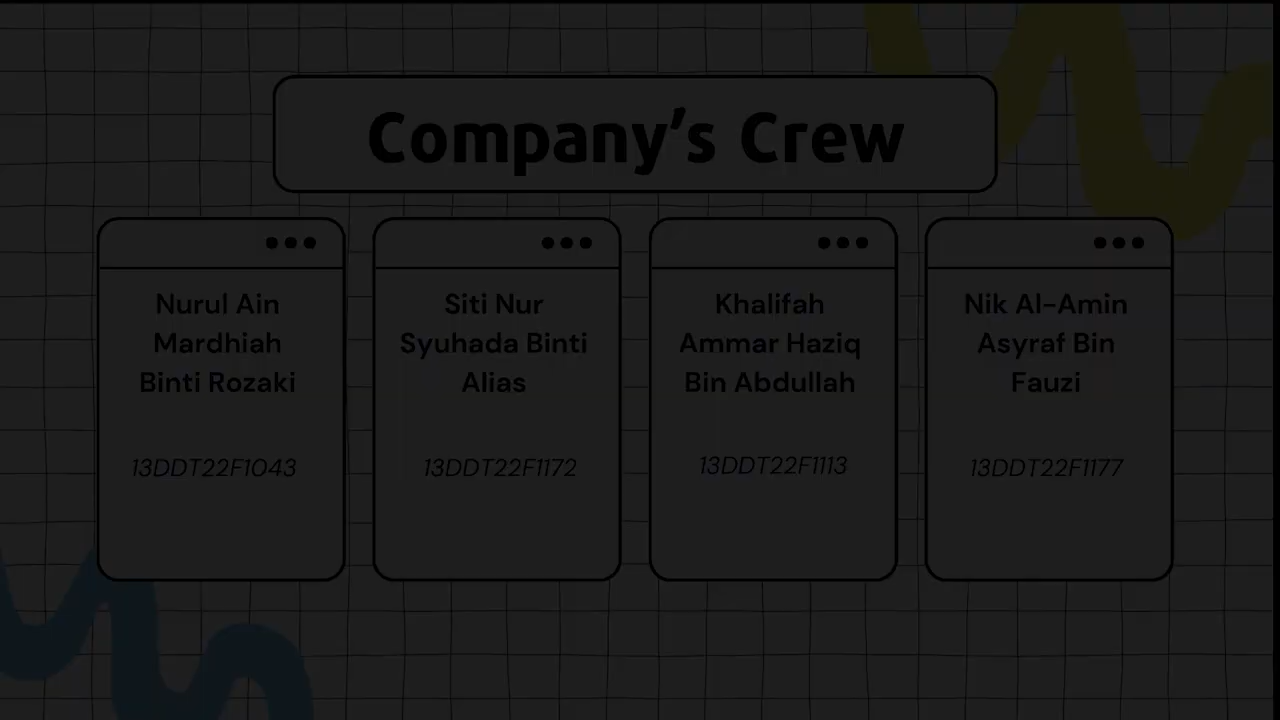 Company's Crew
Nurul Ain
Mardhiah
Binti Rozaki
13DDT22F1043
Siti Nur
Syuhada Binti
Alias
13DDT22F1172
Khalifah
Ammar Haziq
Bin Abdullah
13DDT22F1113
Nik Al-Amin
Asyraf Bin
Fauzi
13DDT22F1177